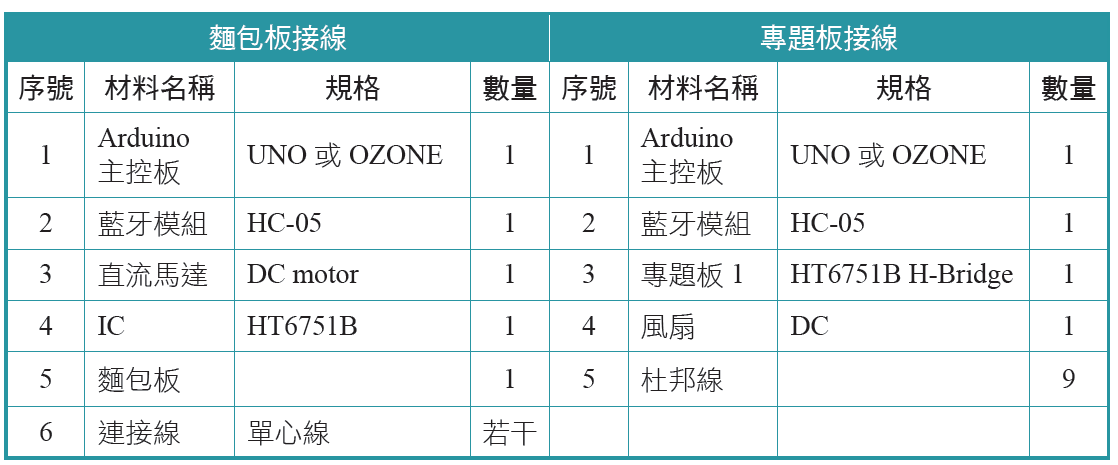 麵包板接線 專題板接線
序號 材料名稱 規格 數量 序號 材料名稱 規格 數量
1 Arduino 主控板 UNO 或 OZONE 1 1 Arduino 主控板 UNO 或 OZONE 1
2 藍牙模組 HC-05 1 2 藍牙模組 HC-05 1
3 直流馬達 DC motor 1 3 專題板 1 HT6751B H-Bridge 1
4 IC HT6751B 1 4 風扇 DC 1
5 麵包板 1 5 杜邦線 9
6 連接線 單心線 若干